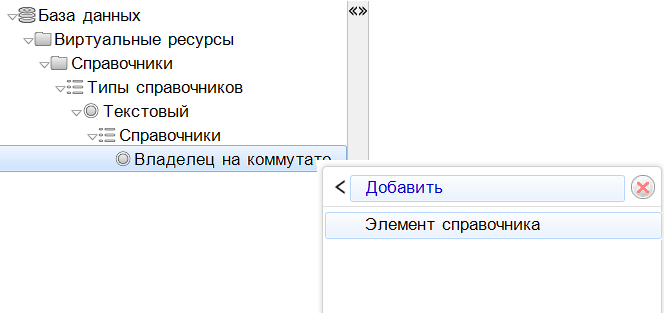 База данных
Виртуальные ресурсы
Справочники
Типы справочников
Текстовый
Справочники
Владелец на коммутато
Добавить
Элемент справочника